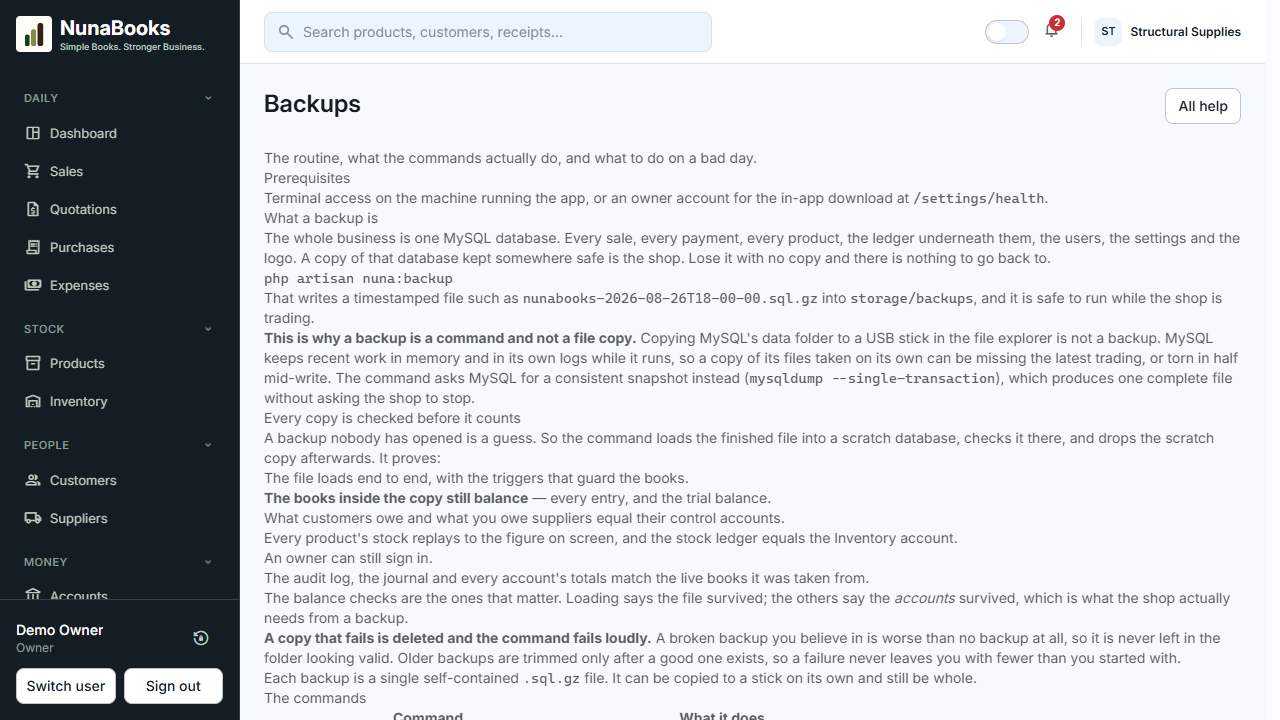 NunaBooks
Simple Books. Stronger Business.
DAILY
Dashboard
Sales
Quotations
Purchases
Expenses
STOCK
Products
Inventory
PEOPLE
Customers
Suppliers
MONEY
Accounts
Demo Owner
Owner
Switch user
Sign out
Search products, customers, receipts...
2
ST
Structural Supplies
Backups
All help
The routine, what the commands actually do, and what to do on a bad day.
Prerequisites
Terminal access on the machine running the app, or an owner account for the in-app download at /settings/health.
What a backup is
The whole business is one MySQL database. Every sale, every payment, every product, the ledger underneath them, the users, the settings and the
logo. A copy of that database kept somewhere safe is the shop. Lose it with no copy and there is nothing to go back to.
php artisan nuna:backup
That writes a timestamped file such as nunabooks-2026-08-26T18-00-00.sql.gz into storage/backups, and it is safe to run while the shop is
trading.
This is why a backup is a command and not a file copy. Copying MySQL's data folder to a USB stick in the file explorer is not a backup. MySQL
keeps recent work in memory and in its own logs while it runs, so a copy of its files taken on its own can be missing the latest trading, or torn in half
mid-write. The command asks MySQL for a consistent snapshot instead (mysqldump --single-transaction), which produces one complete file
without asking the shop to stop.
Every copy is checked before it counts
A backup nobody has opened is a guess. So the command loads the finished file into a scratch database, checks it there, and drops the scratch
copy afterwards. It proves:
The file loads end to end, with the triggers that guard the books.
The books inside the copy still balance — every entry, and the trial balance.
What customers owe and what you owe suppliers equal their control accounts.
Every product's stock replays to the figure on screen, and the stock ledger equals the Inventory account.
An owner can still sign in.
The audit log, the journal and every account's totals match the live books it was taken from.
The balance checks are the ones that matter. Loading says the file survived; the others say the accounts survived, which is what the shop actually
needs from a backup.
A copy that fails is deleted and the command fails loudly. A broken backup you believe in is worse than no backup at all, so it is never left in the
folder looking valid. Older backups are trimmed only after a good one exists, so a failure never leaves you with fewer than you started with.
Each backup is a single self-contained .sql.gz file. It can be copied to a stick on its own and still be whole.
The commands
Command What it does